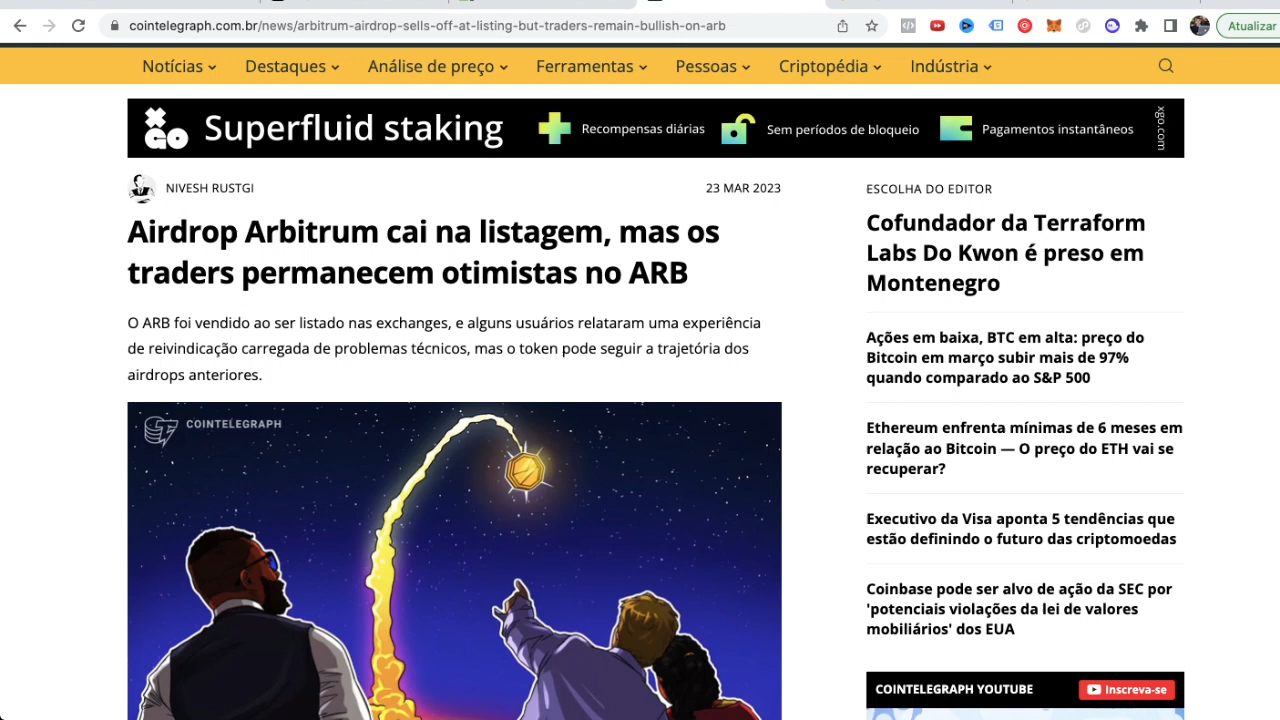 cointelegraph.com.br/news/arbitrum-airdrop-sells-off-at-listing-but-traders-remain-bullish-on-arb
Atualizar
Notícias
Destaques
Análise de preço
Ferramentas
Pessoas
Criptopédia
Indústria
xGo
Superfluid staking
Recompensas diárias
Sem períodos de bloqueio
Pagamentos instantâneos
xgo.com
NIVESH RUSTGI
23 MAR 2023
Airdrop Arbitrum cai na listagem, mas os
traders permanecem otimistas no ARB
O ARB foi vendido ao ser listado nas exchanges, e alguns usuários relataram uma experiência
de reivindicação carregada de problemas técnicos, mas o token pode seguir a trajetória dos
airdrops anteriores.
COINTELEGRAPH
ESCOLHA DO EDITOR
Cofundador da Terraform
Labs Do Kwon é preso em
Montenegro
Ações em baixa, BTC em alta: preço do
Bitcoin em março subir mais de 97%
quando comparado ao S&P 500
Ethereum enfrenta mínimas de 6 meses em
relação ao Bitcoin — O preço do ETH vai se
recuperar?
Executivo da Visa aponta 5 tendências que
estão definindo o futuro das criptomoedas
Coinbase pode ser alvo de ação da SEC por
'potenciais violações da lei de valores
mobiliários' dos EUA
COINTELEGRAPH YOUTUBE
Inscreva-se